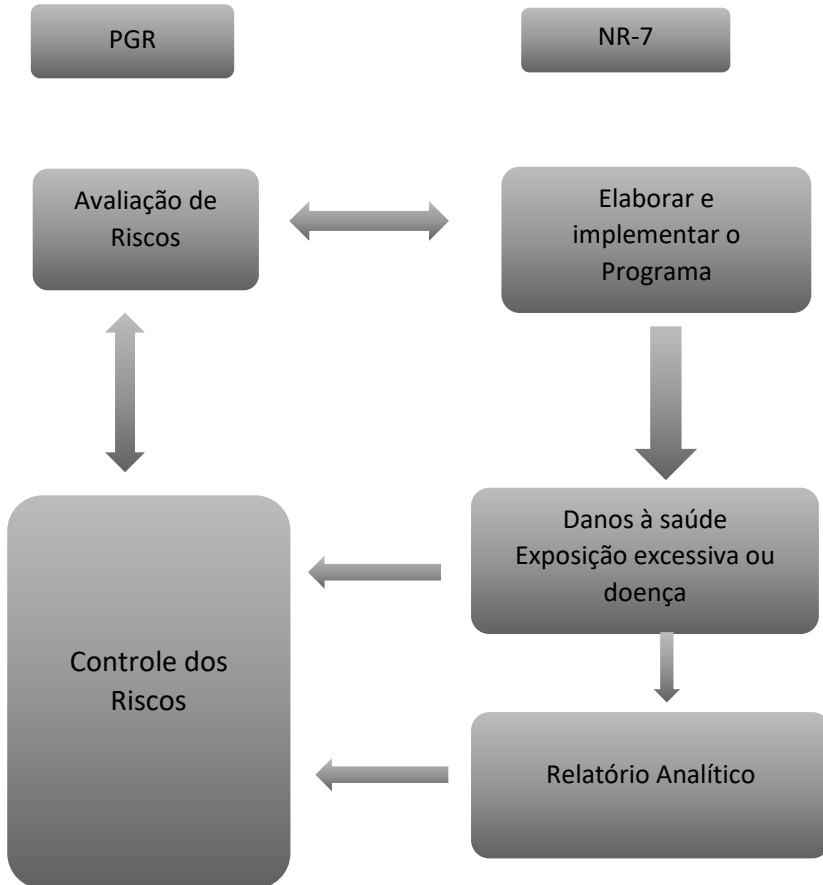 PGR
NR-7
Avaliação de
Riscos
Elaborar e
implementar o
Programa
Danos à saúde
Exposição excessiva ou
doença
Controle dos
Riscos
Relatório Analítico